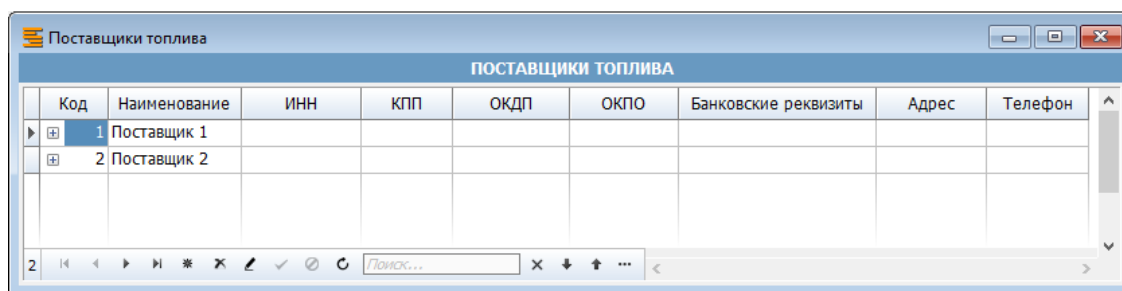 Поставщики топлива
ПОСТАВЩИКИ ТОПЛИВА
Код Наименование ИНН КПП ОКДП ОКПО Банковские реквизиты Адрес Телефон
1 Поставщик 1
2 Поставщик 2
2 Поиск...